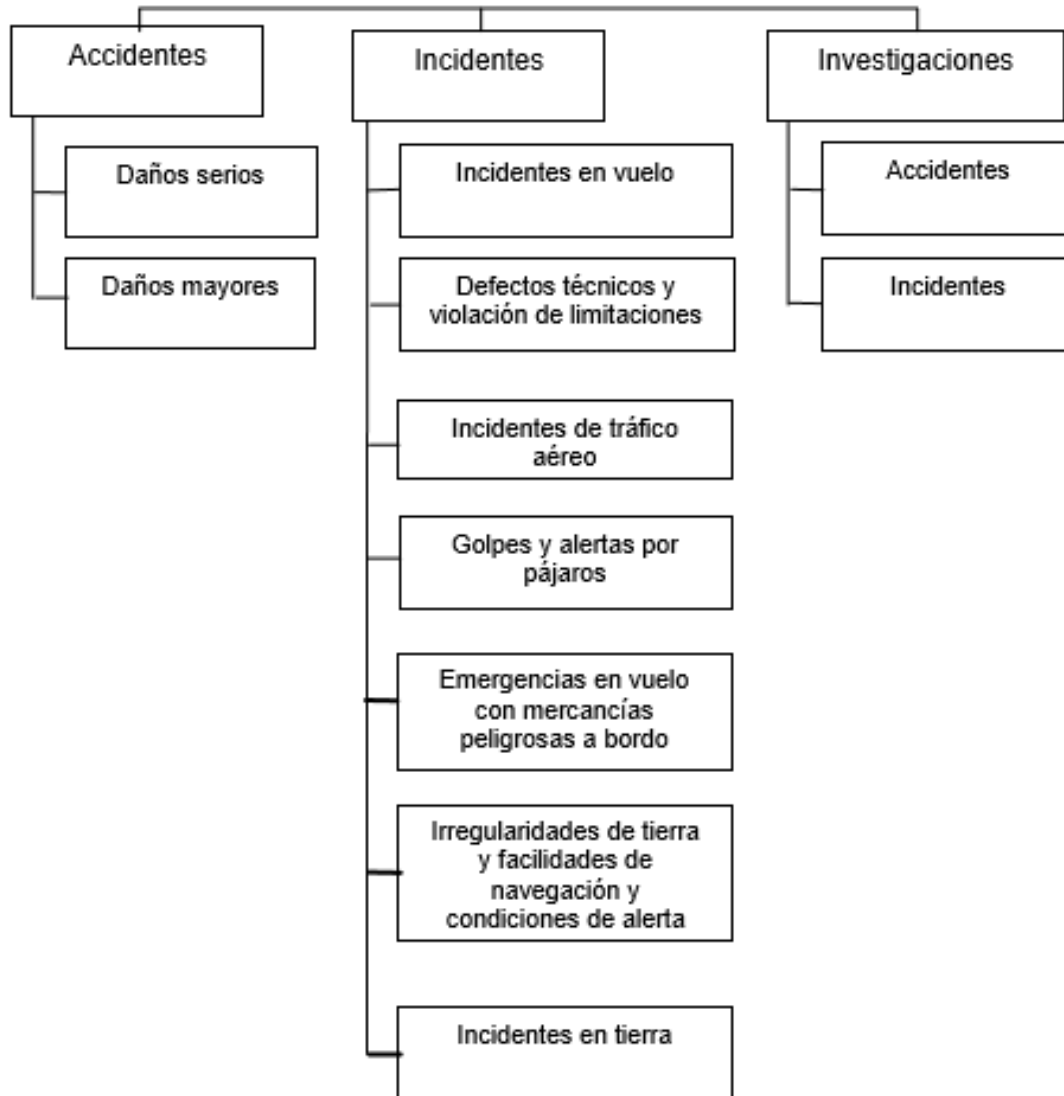 Accidentes
Daños serios
Daños mayores
Incidentes
Incidentes en vuelo
Defectos técnicos y
violación de limitaciones
Incidentes de tráfico
aéreo
Golpes y alertas por
pájaros
Emergencias en vuelo
con mercancías
peligrosas a bordo
Irregularidades de tierra
y facilidades de
navegación y
condiciones de alerta
Incidentes en tierra
Investigaciones
Accidentes
Incidentes